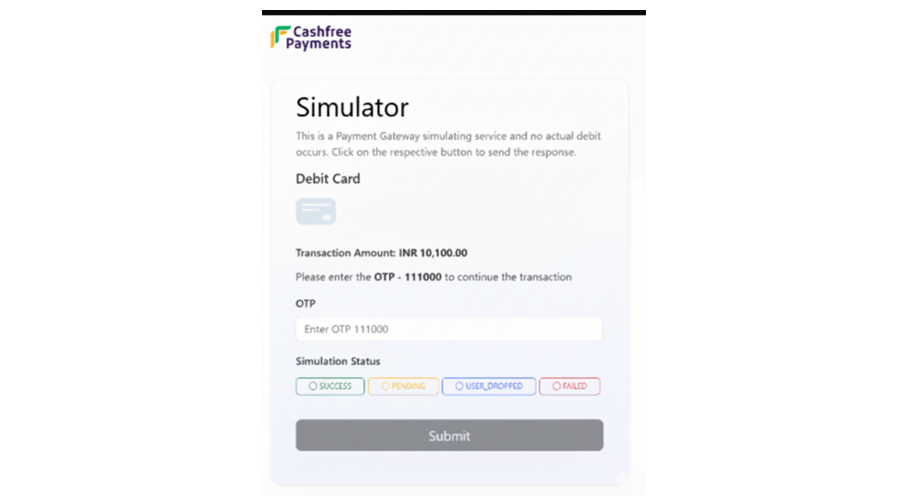 Cashfree
Payments
Simulator
This is a Payment Gateway simulating service and no actual debit
occurs. Click on the respective button to send the response.
Debit Card
Transaction Amount: INR 10,100.00
Please enter the OTP - 111000 to continue the transaction
OTP
Enter OTP 111000
Simulation Status
SUCCESS PENDING USER_DROPPED FAILED
Submit